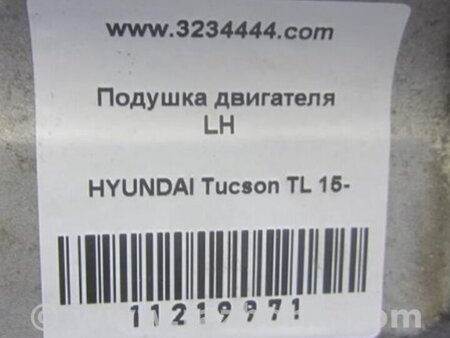 www.3234444.com
Подушка двигателя
LH
HYUNDAI Tucson TL 15-
11219971